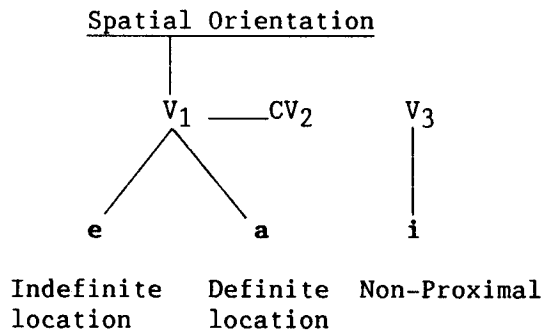 Spatial Orientation
V1 CV2 V3
e a i
Indefinite Definite Non-Proximal
location location